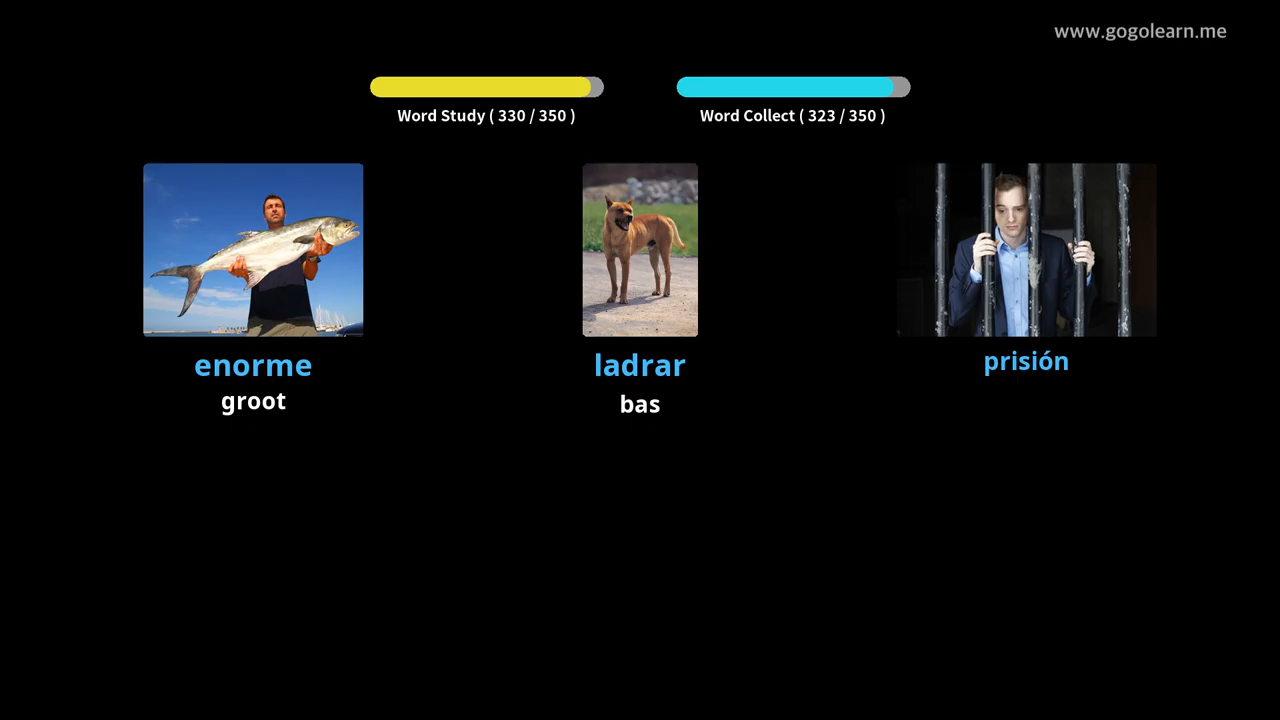 www.gogolearn.me
Word Study ( 330 / 350 )
Word Collect ( 323 / 350 )
enorme
groot
ladrar
bas
prisión